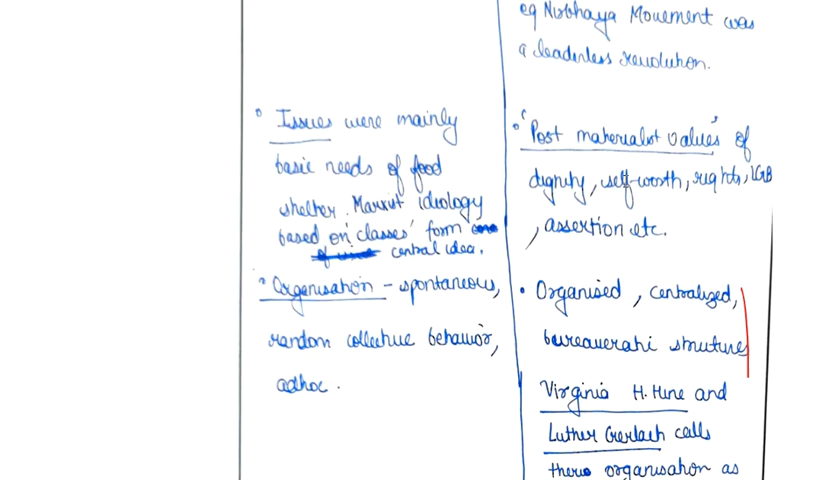 eg Nirbhaya Movement was
a leaderless revolution.
Issues were mainly
basic needs of food
shelter. Marxist ideology
based on 'classes' form
central idea.
Organisation - spontaneous,
random collective behavior,
adhoc.
'Post materialist values' of
dignity, self-worth, rights, LGB
, assertion etc.
Organised, centralized,
structure
Virginia H. Hine and
Luther Gerlach calls
organisation as